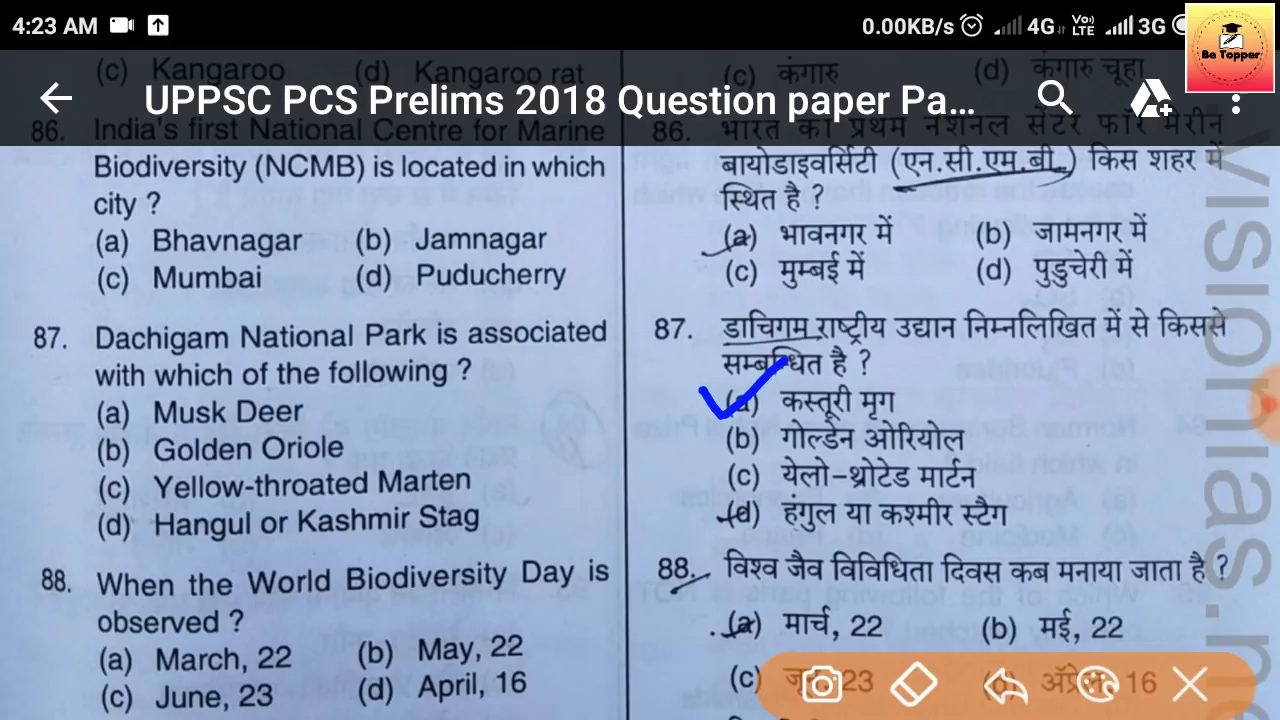 4:23 AM
0.00KB/s 4G VoLTE 3G
Be Topper
(c) Kangaroo (d) Kangaroo rat
(c) कंगारू (d) कंगारू चूहा
UPPSC PCS Prelims 2018 Question paper Pa...
86. India's first National Centre for Marine
Biodiversity (NCMB) is located in which
city ?
(a) Bhavnagar (b) Jamnagar
(c) Mumbai (d) Puducherry
87. Dachigam National Park is associated
with which of the following ?
(a) Musk Deer
(b) Golden Oriole
(c) Yellow-throated Marten
(d) Hangul or Kashmir Stag
88. When the World Biodiversity Day is
observed ?
(a) March, 22 (b) May, 22
(c) June, 23 (d) April, 16
86. भारत का प्रथम नेशनल सेंटर फॉर मैरीन
बायोडाइवर्सिटी (एन.सी.एम.बी.) किस शहर में
स्थित है ?
(a) भावनगर में (b) जामनगर में
(c) मुम्बई में (d) पुडुचेरी में
87. डाचिगम राष्ट्रीय उद्यान निम्नलिखित में से किससे
सम्बन्धित है ?
(a) कस्तूरी मृग
(b) गोल्डेन ओरियोल
(c) येलो-थ्रोटेड मार्टन
(d) हंगुल या कश्मीर स्टैग
88. विश्व जैव विविधिता दिवस कब मनाया जाता है ?
(a) मार्च, 22 (b) मई, 22
(c) 23 अप्रैल, 16
visionias.